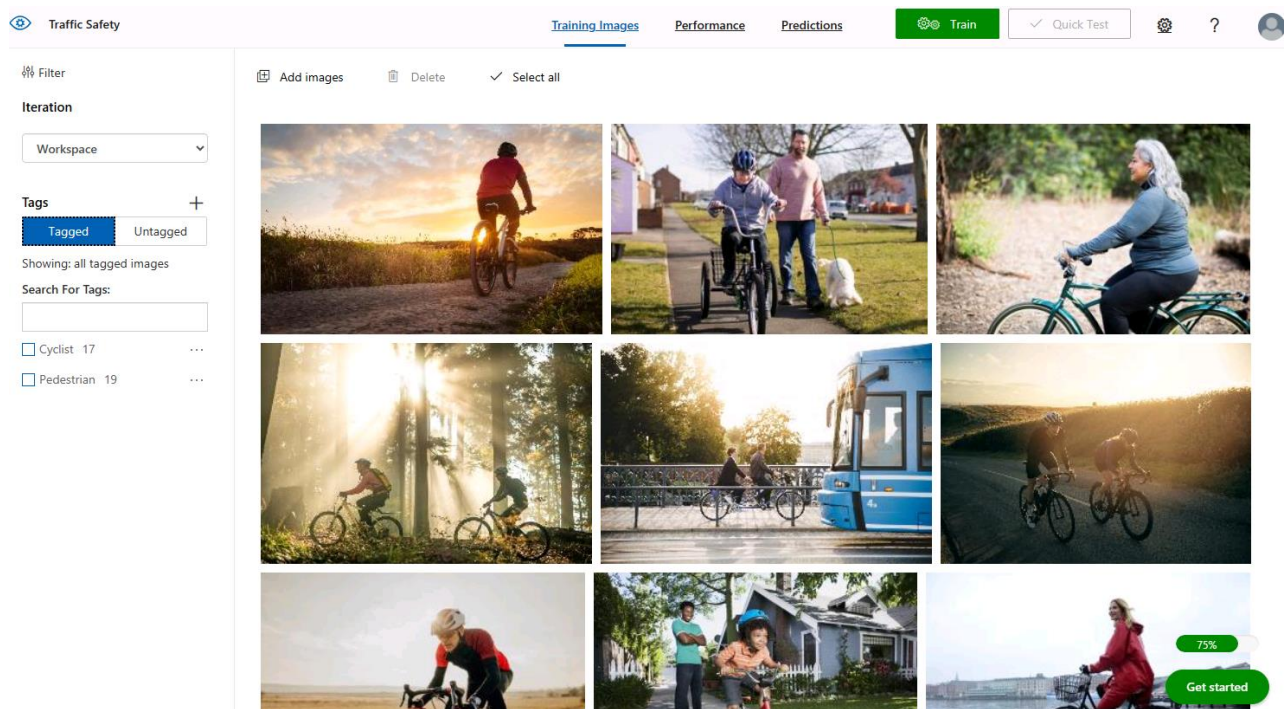 Traffic Safety
Training Images
Performance
Predictions
Train
Quick Test
?
Filter
Iteration
Workspace
Tags
Tagged
Untagged
Showing: all tagged images
Search For Tags:
Cyclist 17 ...
Pedestrian 19 ...
Add images
Delete
Select all
75%
Get started